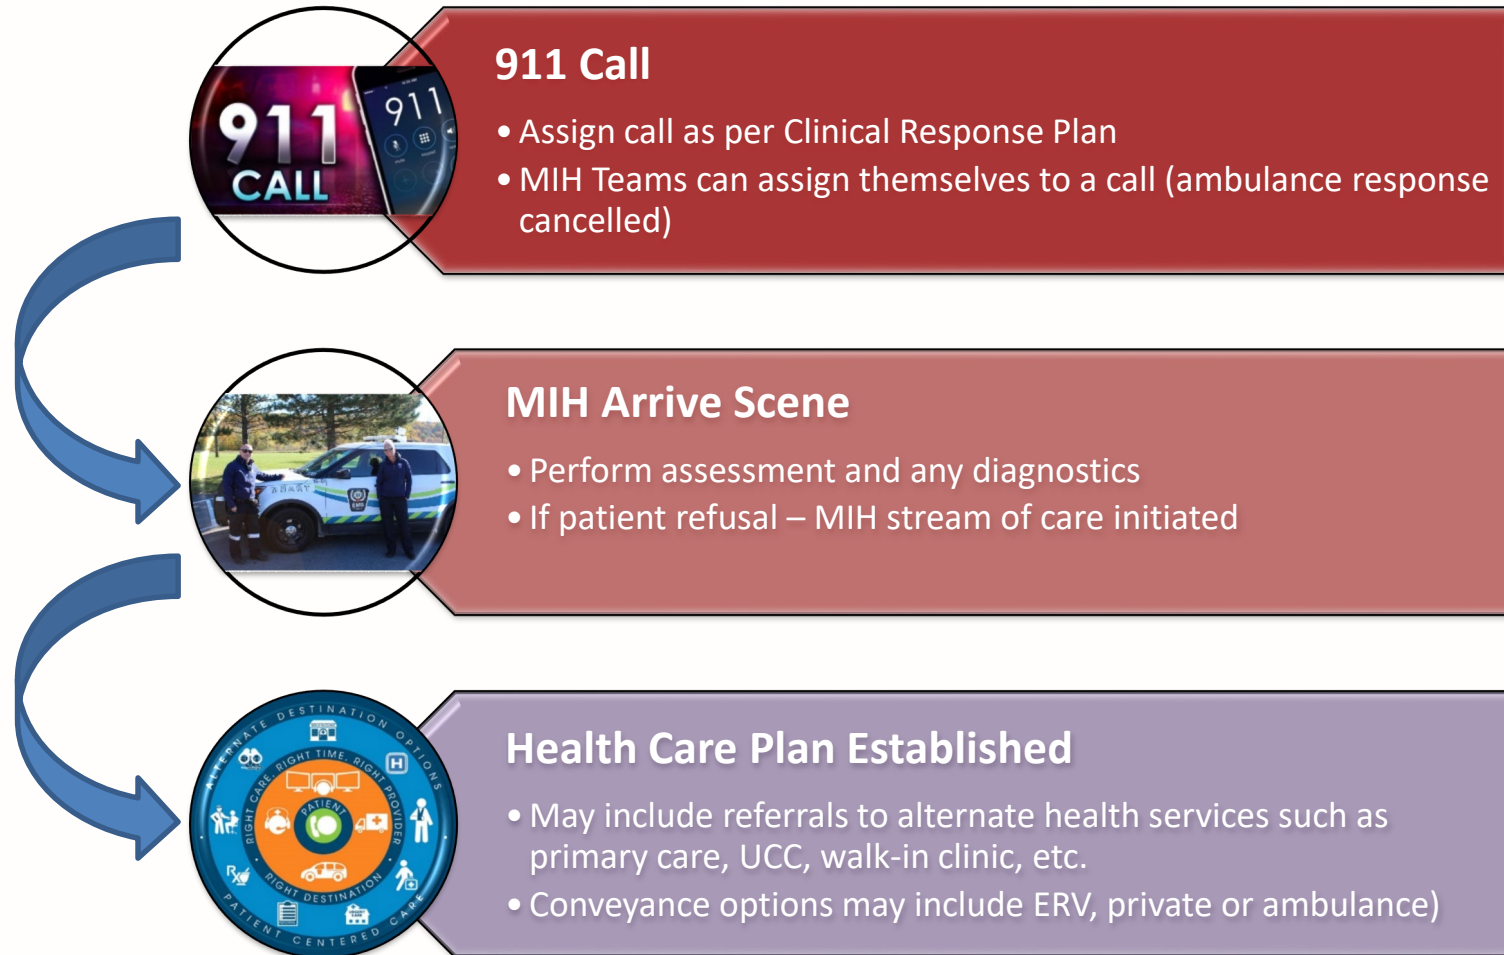 911 Call
• Assign call as per Clinical Response Plan
• MIH Teams can assign themselves to a call (ambulance response
cancelled)
911
CALL
911
MIH Arrive Scene
• Perform assessment and any diagnostics
• If patient refusal – MIH stream of care initiated
EMS
Health Care Plan Established
• May include referrals to alternate health services such as
primary care, UCC, walk-in clinic, etc.
• Conveyance options may include ERV, private or ambulance)
ALTERNATE DESTINATION OPTIONS
PATIENT CENTERED CARE
RIGHT CARE, RIGHT TIME, RIGHT PROVIDER
RIGHT DESTINATION
PATIENT
H
Rx